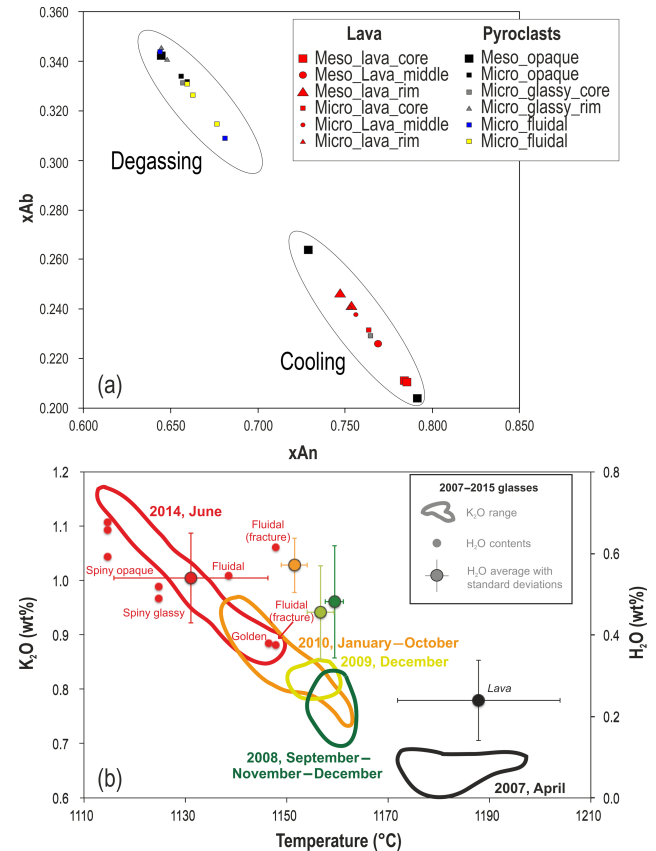 (a)
xAb
0.360
0.340
0.320
0.300
0.280
0.260
0.240
0.220
0.200
0.600
0.650
0.700
0.750
0.800
0.850
xAn
Degassing
Cooling
Lava
Meso_lava_core
Meso_Lava_middle
Meso_lava_rim
Micro_lava_core
Micro_Lava_middle
Micro_lava_rim
Pyroclasts
Meso_opaque
Micro_opaque
Micro_glassy_core
Micro_glassy_rim
Micro_fluidal
Micro_fluidal
(b)
K₂O (wt%)
1.2
1.1
1.0
0.9
0.8
0.7
0.6
H₂O (wt%)
0.8
0.6
0.4
0.2
0.0
1110
1130
1150
1170
1190
1210
Temperature (°C)
2014, June
Spiny opaque
Spiny glassy
Fluidal
Fluidal
(fracture)
Fluidal
(fracture)
Golden
2010, January–October
2009, December
2008, September–
November–December
Lava
2007, April
2007–2015 glasses
K₂O range
H₂O contents
H₂O average with
standard deviations